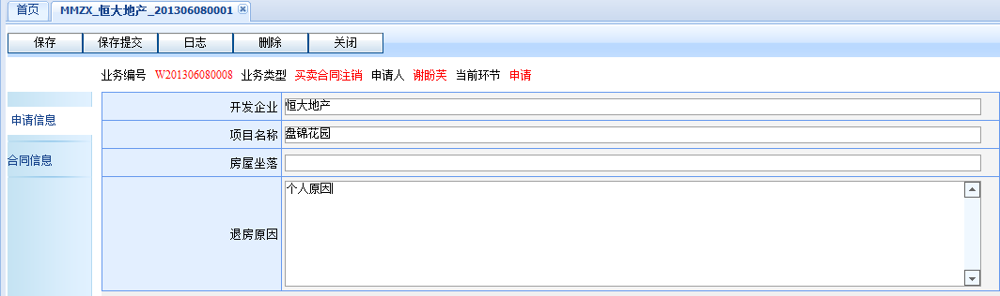 首页 MMZX_恒大地产_201306080001
保存 保存提交 日志 删除 关闭
业务编号 W201306080008 业务类型 买卖合同注销 申请人 谢盼芙 当前环节 申请
申请信息
合同信息
开发企业 恒大地产
项目名称 盘锦花园
房屋坐落
退房原因 个人原因